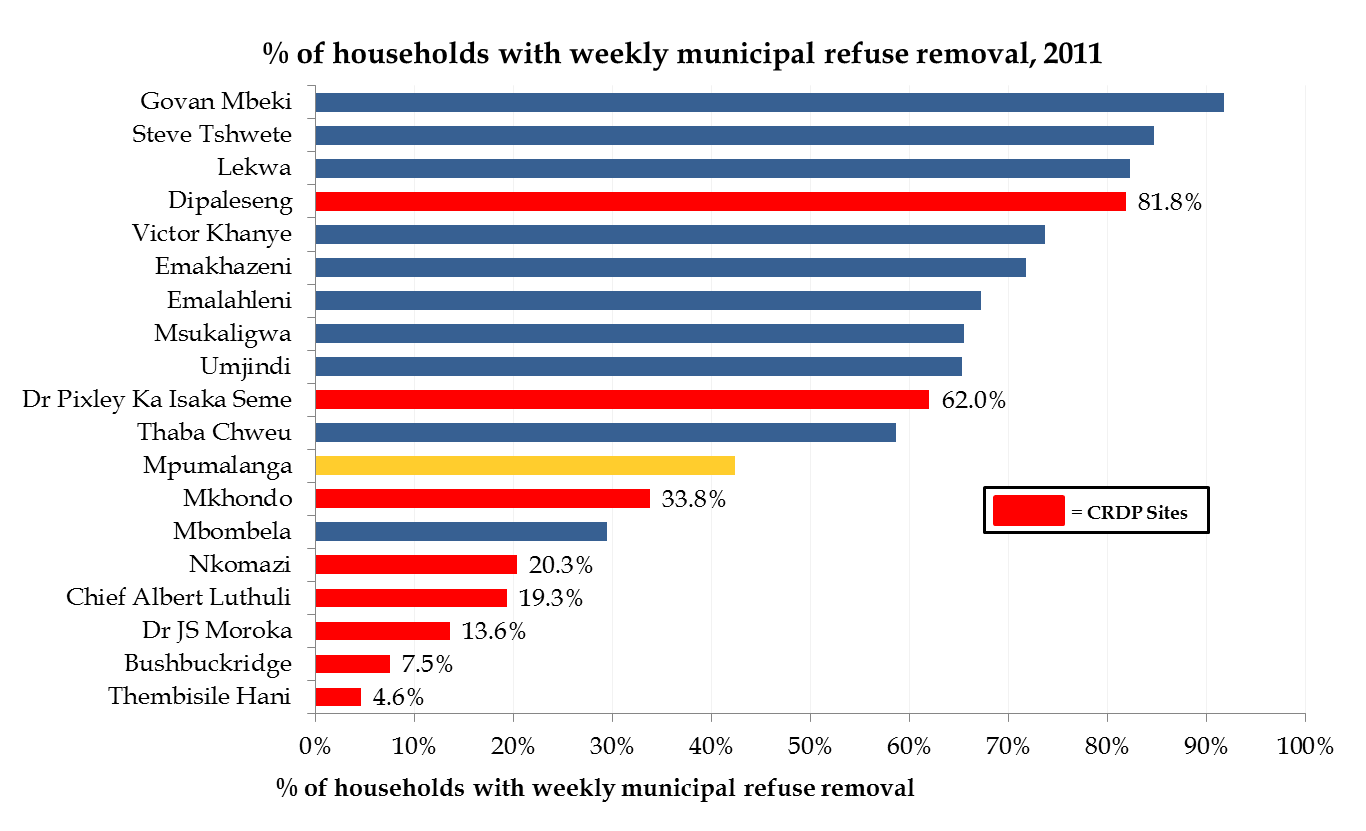 % of households with weekly municipal refuse removal, 2011
Govan Mbeki
Steve Tshwete
Lekwa
Dipaleseng 81.8%
Victor Khanye
Emakhazeni
Emalahleni
Msukaligwa
Umjindi
Dr Pixley Ka Isaka Seme 62.0%
Thaba Chweu
Mpumalanga
Mkhondo 33.8%
= CRDP Sites
Mbombela
Nkomazi 20.3%
Chief Albert Luthuli 19.3%
Dr JS Moroka 13.6%
Bushbuckridge 7.5%
Thembisile Hani 4.6%
0% 10% 20% 30% 40% 50% 60% 70% 80% 90% 100%
% of households with weekly municipal refuse removal